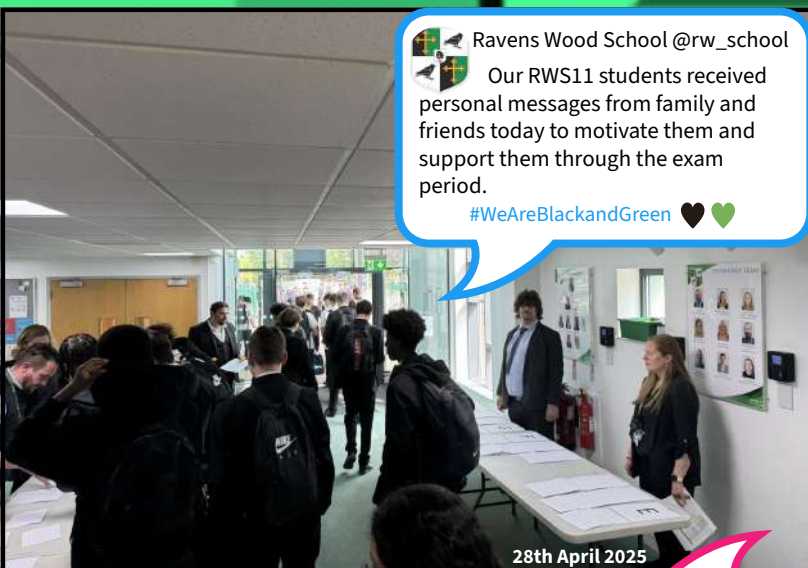 Ravens Wood School @rw_school
Our RWS11 students received
personal messages from family and
friends today to motivate them and
support them through the exam
period.
#WeAreBlackandGreen
NIKE
E
28th April 2025